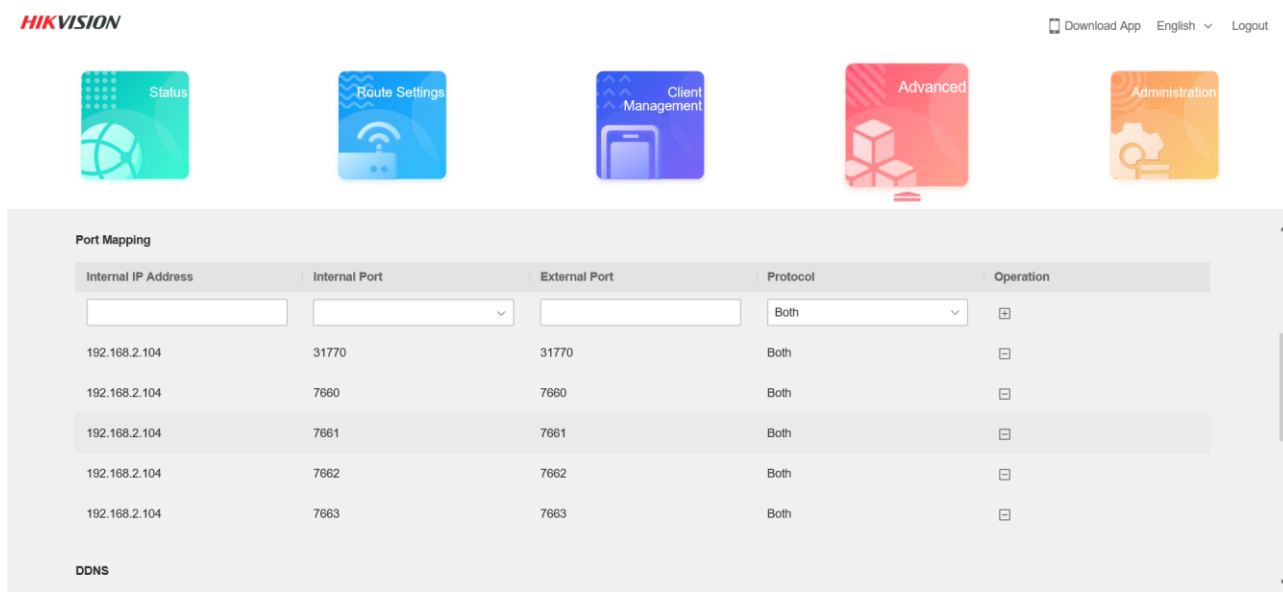 HIKVISION
Download App English Logout
Status
Route Settings
Client
Management
Advanced
Administration
Port Mapping
Internal IP Address Internal Port External Port Protocol Operation
Both
192.168.2.104 31770 31770 Both
192.168.2.104 7660 7660 Both
192.168.2.104 7661 7661 Both
192.168.2.104 7662 7662 Both
192.168.2.104 7663 7663 Both
DDNS